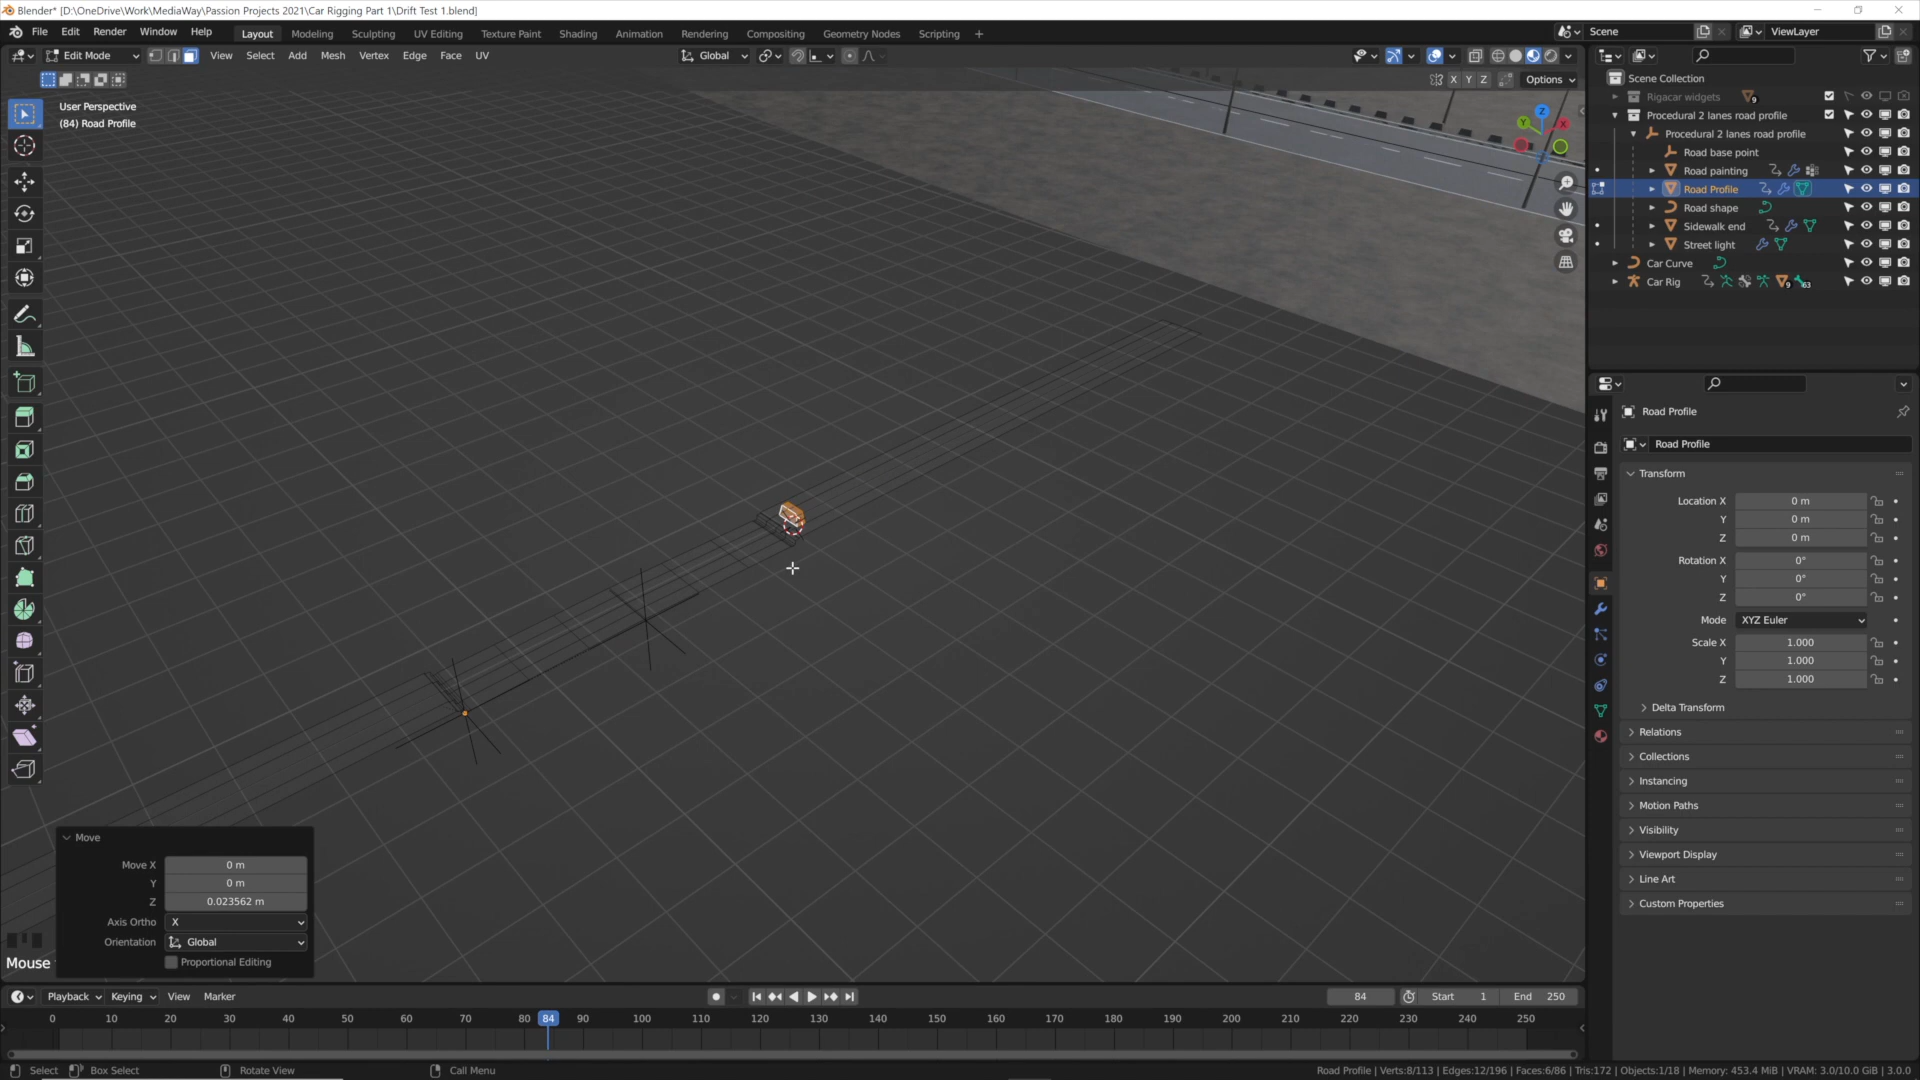 Blender* [D:\OneDrive\Work\MediaWay\Passion Projects 2021\Car Rigging Part 1\Drift Test 1.blend]
File Edit Render Window Help Layout Modeling Sculpting UV Editing Texture Paint Shading Animation Rendering Compositing Geometry Nodes Scripting + Scene ViewLayer
Edit Mode View Select Add Mesh Vertex Edge Face UV Global
X Y Z Options
User Perspective
(84) Road Profile
Z
Y
X
Scene Collection
Rigacar widgets 9
Procedural 2 lanes road profile
Procedural 2 lanes road profile
Road base point
Road painting
Road Profile
Road shape
Sidewalk end
Street light
Car Curve
Car Rig 9 63
Road Profile
Road Profile
Transform
Location X 0 m
Y 0 m
Z 0 m
Rotation X 0°
Y 0°
Z 0°
Mode XYZ Euler
Scale X 1.000
Y 1.000
Z 1.000
Delta Transform
Relations
Collections
Instancing
Motion Paths
Visibility
Viewport Display
Line Art
Custom Properties
Move
Move X 0 m
Y 0 m
Z 0.023562 m
Axis Ortho X
Orientation Global
Proportional Editing
Mouse
Playback Keying View Marker 84 Start 1 End 250
0 10 20 30 40 50 60 70 80 84 90 100 110 120 130 140 150 160 170 180 190 200 210 220 230 240 250
Select Box Select Rotate View Call Menu Road Profile | Verts:8/113 | Edges:12/196 | Faces:6/86 | Tris:172 | Objects:1/18 | Memory: 453.4 MiB | VRAM: 3.0/10.0 GiB | 3.0.0